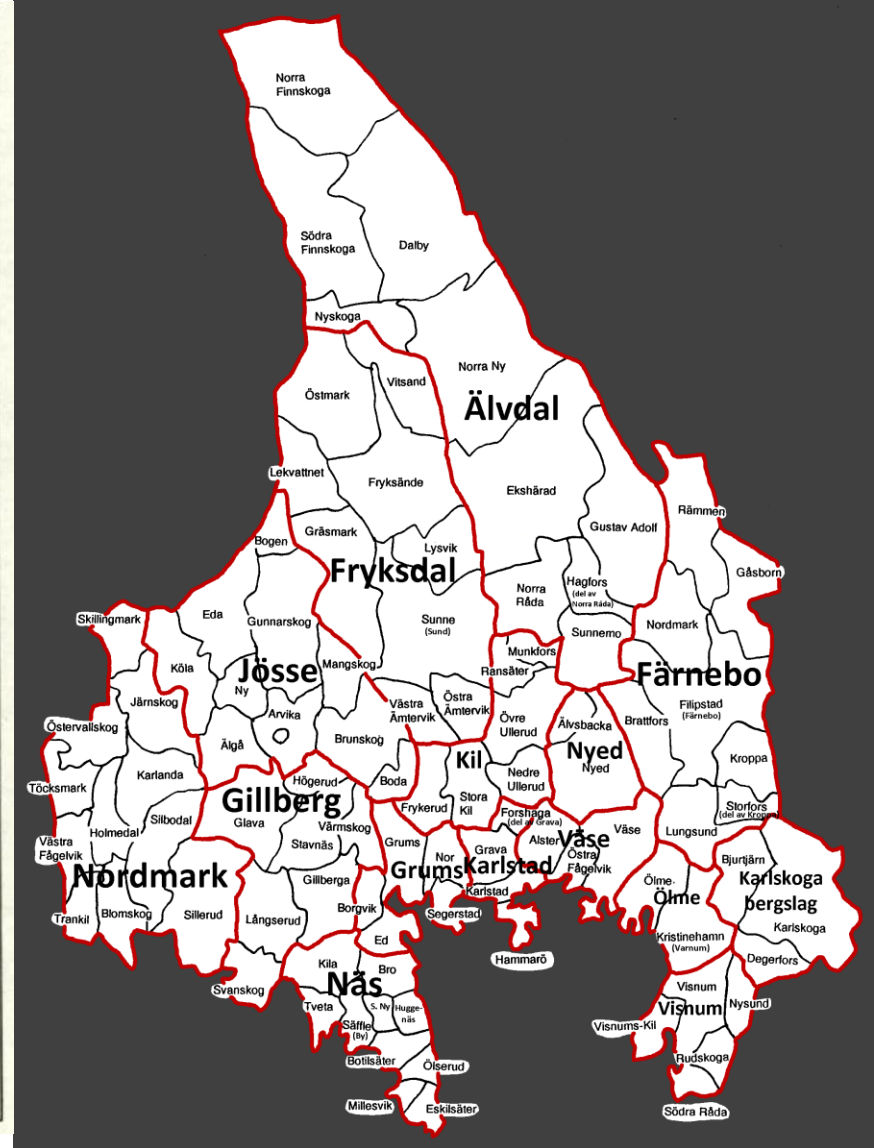 Norra
Finnskoga
Södra
Finnskoga
Dalby
Nyskoga
Vitsand
Norra Ny
Östmark
Älvdal
Lekvattnet
Fryksände
Ekshärad
Rämmen
Gustav Adolf
Gräsmark
Bogen
Lysvik
Fryksdal
Gåsborn
Norra
Råda
Hagfors
(del av
Norra Råda)
Skillingmark
Eda
Gunnarskog
Sunne
(Sund)
Sunnemo
Nordmark
Munkfors
Ransäter
Köla
Jösse
Mangskog
Färnebo
Ny
Järnskog
Västra
Ämtervik
Östra
Ämtervik
Filipstad
(Färnebo)
Arvika
Övre
Ullerud
Älvsbacka
Brattfors
Östervallskog
Älgå
Brunskog
Nyed
Nyed
Kil
Kroppa
Karlanda
Högerud
Boda
Nedre
Ullerud
Töcksmark
Gillberg
Frykerud
Stora
Kil
Storfors
(del av Kroppa)
Forshaga
(del av Grava)
Holmedal
Silbodal
Glava
Värmskog
Väse
Väse
Lungsund
Alster
Stavnäs
Grums
Grava
Västra
Fågelvik
Nor
Östra
Fågelvik
Bjurtjärn
Nordmark
Grums
Karlstad
Karlstad
Gillberga
Ölme
Ölme
Karlskoga
bergslag
Trankil
Blomskog
Sillerud
Långserud
Borgvik
Segerstad
Karlskoga
Ed
Kristinehamn
(Varnum)
Hammarö
Degerfors
Kila
Bro
Svanskog
Näs
Visnum
Visnum
Nysund
Tveta
S. Ny
Hugge-
näs
Säffle
(By)
Visnums-Kil
Botilsäter
Ölserud
Rudskoga
Millesvik
Eskilsäter
Södra Råda